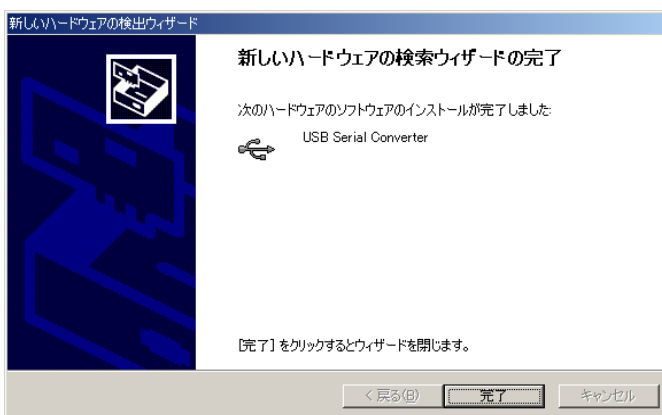 新しいハードウェアの検出ウィザード
新しいハードウェアの検索ウィザードの完了
次のハードウェアのソフトウェアのインストールが完了しました:
USB Serial Converter
[完了] をクリックするとウィザードを閉じます。
< 戻る(B)
完了
キャンセル